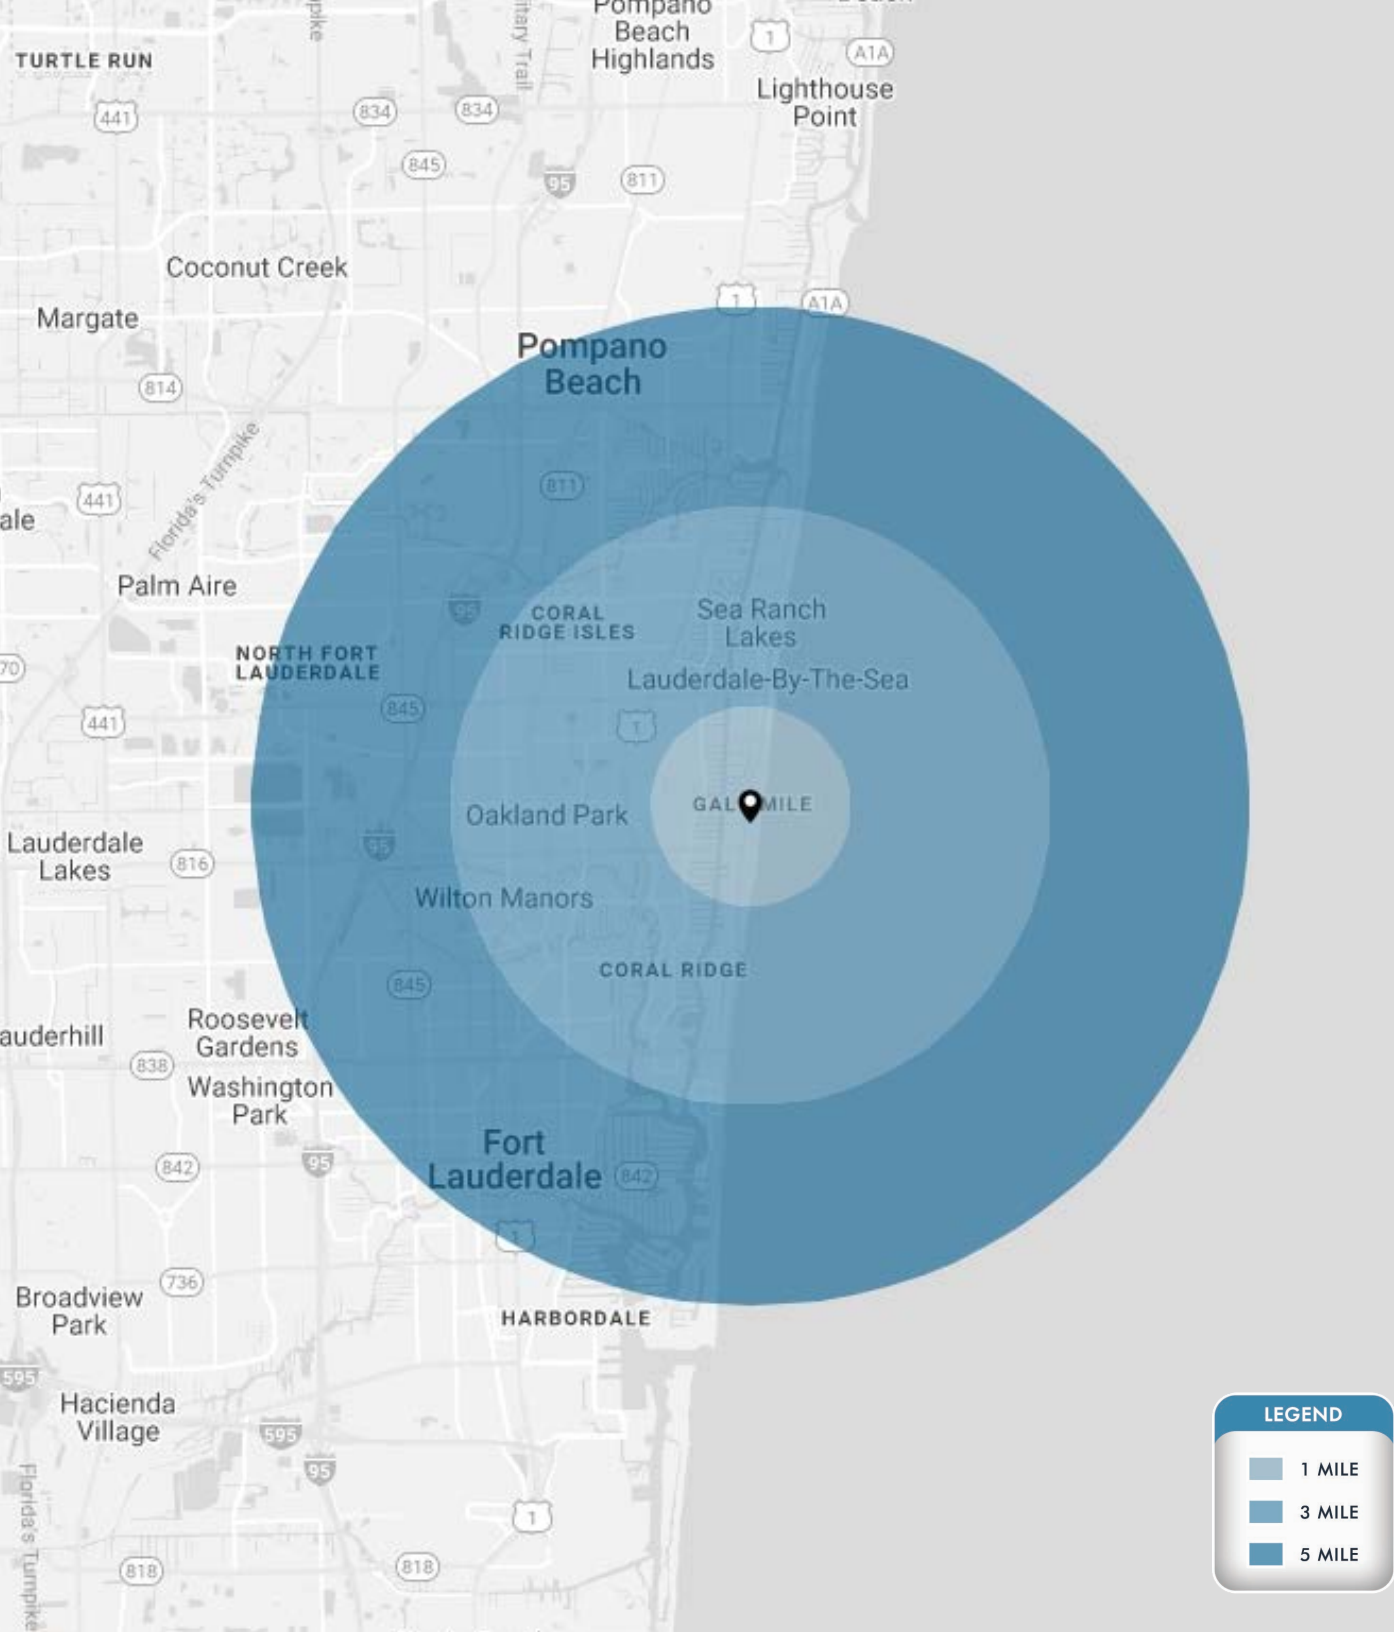 Pompano
Beach
Highlands
1
A1A
TURTLE RUN
Lighthouse
Point
441
834
834
845
95
811
Coconut Creek
1
A1A
Margate
Pompano
Beach
814
Florida's Turnpike
811
441
ale
Palm Aire
95
CORAL
RIDGE ISLES
Sea Ranch
Lakes
NORTH FORT
LAUDERDALE
70
Lauderdale-By-The-Sea
845
441
1
GAL MILE
Oakland Park
95
Lauderdale
Lakes
816
Wilton Manors
CORAL RIDGE
845
Roosevelt
Gardens
auderhill
838
Washington
Park
Fort
Lauderdale
842
842
95
1
736
Broadview
Park
HARBORDALE
595
Hacienda
Village
595
95
Florida's Turnpike
1
818
818
LEGEND
1 MILE
3 MILE
5 MILE